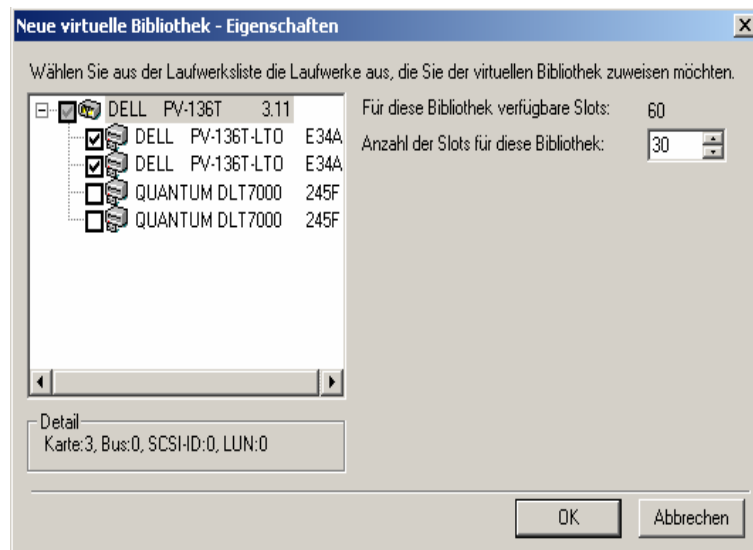 Neue virtuelle Bibliothek - Eigenschaften
Wählen Sie aus der Laufwerksliste die Laufwerke aus, die Sie der virtuellen Bibliothek zuweisen möchten.
DELL PV-136T 3.11
DELL PV-136T-LTO E34A
DELL PV-136T-LTO E34A
QUANTUM DLT7000 245F
QUANTUM DLT7000 245F
Für diese Bibliothek verfügbare Slots: 60
Anzahl der Slots für diese Bibliothek: 30
Detail
Karte:3, Bus:0, SCSI-ID:0, LUN:0
OK Abbrechen